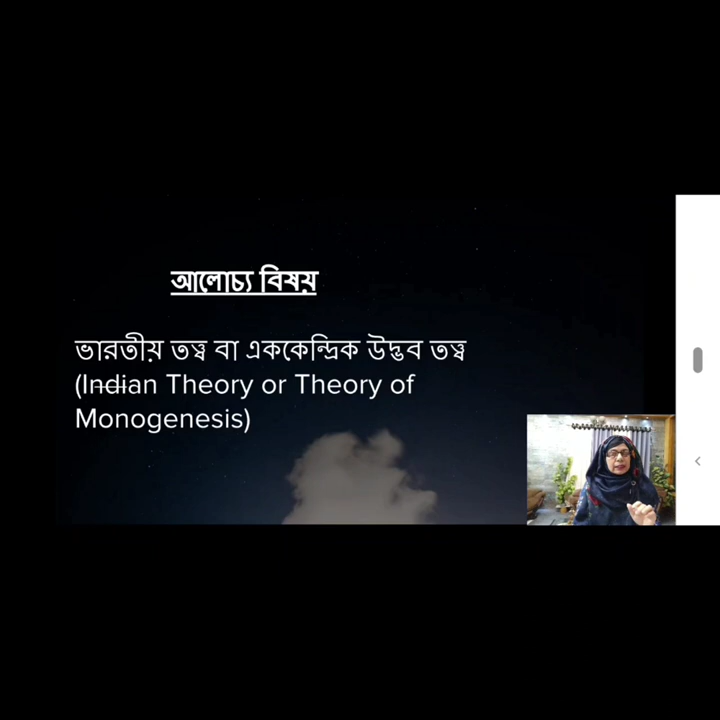 আলোচ্য বিষয়
ভারতীয় তত্ত্ব বা এককেন্দ্রিক উদ্ভব তত্ত্ব
(Indian Theory or Theory of
Monogenesis)